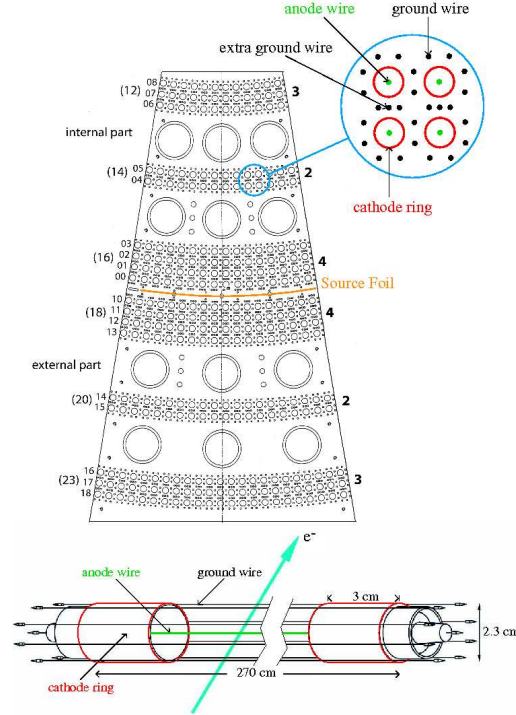 anode wire
ground wire
extra ground wire
08
(12) 07
06
3
internal part
(14) 05
04
2
cathode ring
03
02
(16) 01
00
4
Source Foil
10
(18) 11
12
13
4
external part
(20) 14
15
2
16
(23) 17
18
3
e-
anode wire
ground wire
3 cm
2.3 cm
cathode ring
270 cm